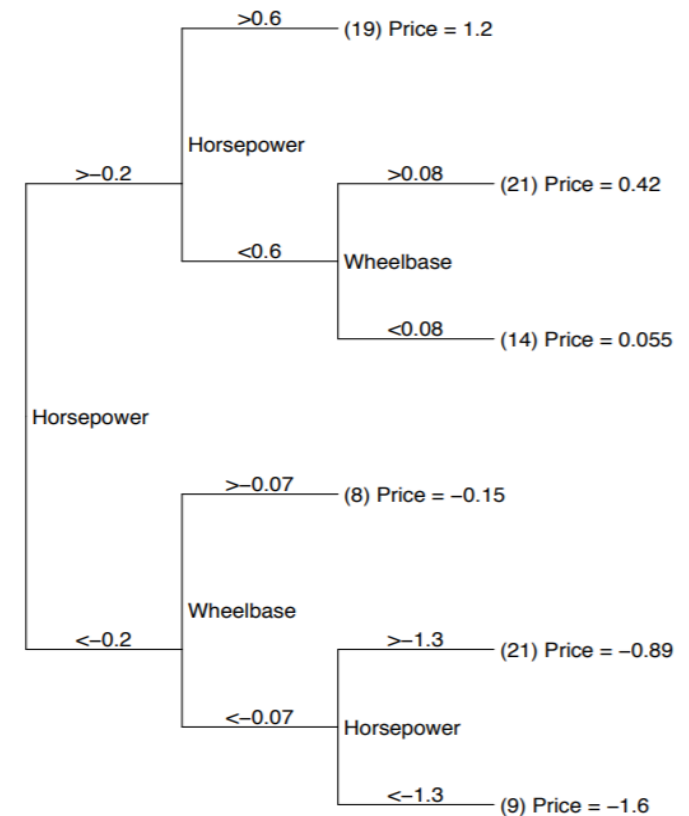 >0.6
(19) Price = 1.2
Horsepower
>−0.2
>0.08
(21) Price = 0.42
<0.6
Wheelbase
<0.08
(14) Price = 0.055
Horsepower
>−0.07
(8) Price = −0.15
Wheelbase
<−0.2
>−1.3
(21) Price = −0.89
<−0.07
Horsepower
<−1.3
(9) Price = −1.6